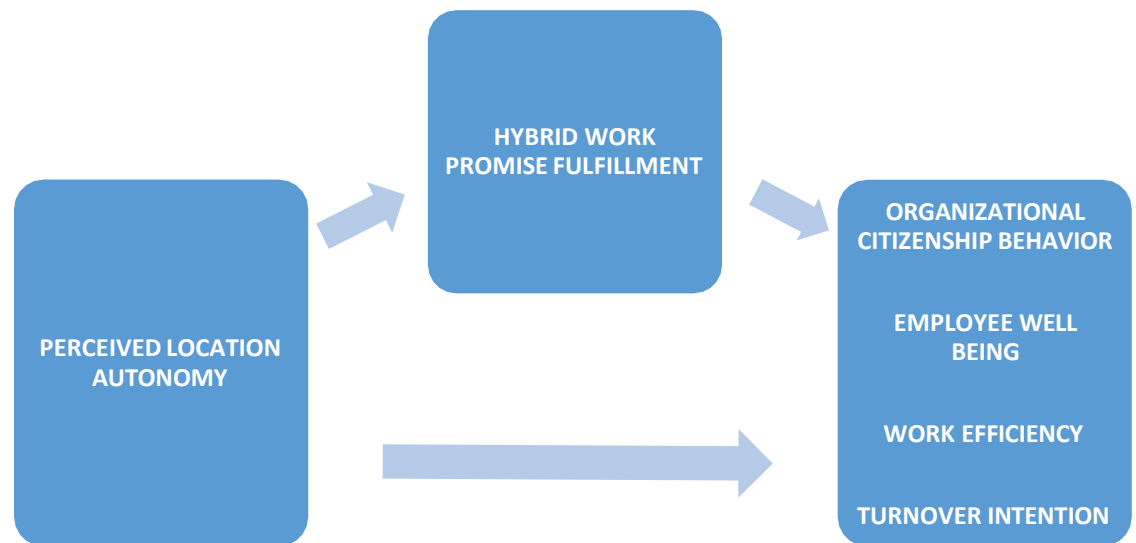 HYBRID WORK
PROMISE FULFILLMENT
PERCEIVED LOCATION
AUTONOMY
ORGANIZATIONAL
CITIZENSHIP BEHAVIOR
EMPLOYEE WELL
BEING
WORK EFFICIENCY
TURNOVER INTENTION